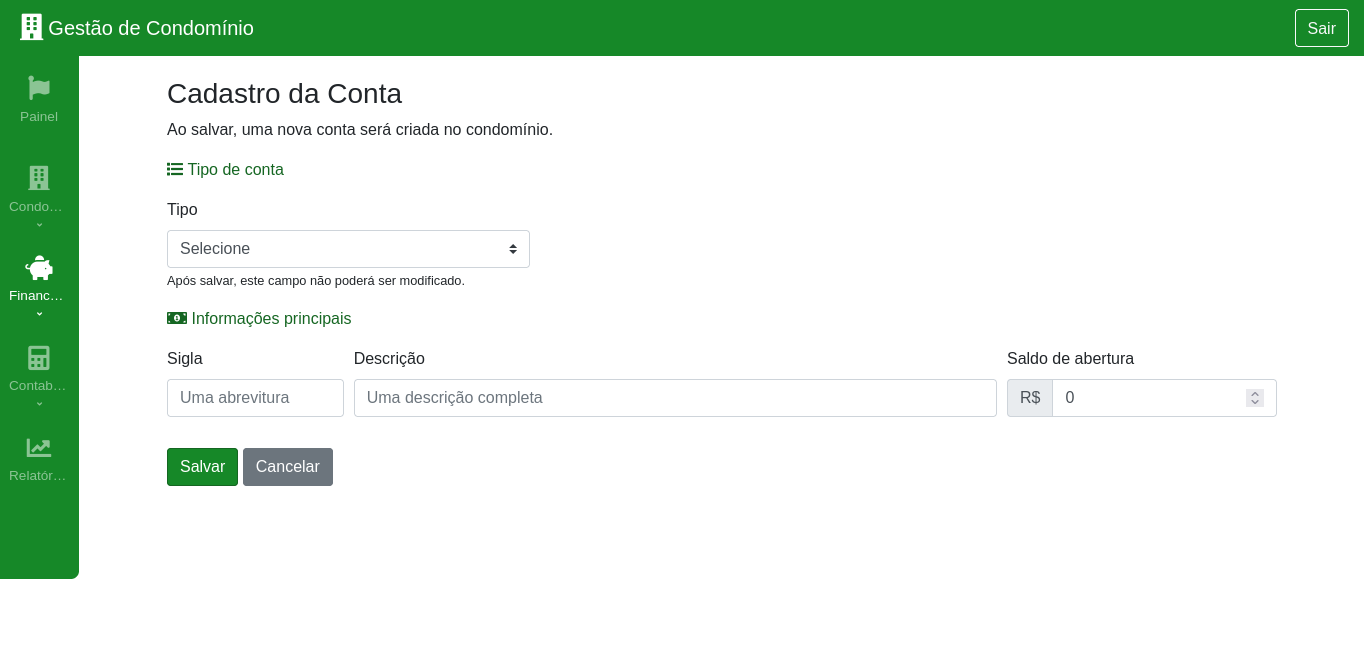 Gestão de Condomínio
Sair
Painel
Condo…
Financ…
Contab…
Relatór…
Cadastro da Conta
Ao salvar, uma nova conta será criada no condomínio.
Tipo de conta
Tipo
Selecione
Após salvar, este campo não poderá ser modificado.
Informações principais
Sigla Descrição Saldo de abertura
Uma abrevitura Uma descrição completa R$ 0
Salvar Cancelar